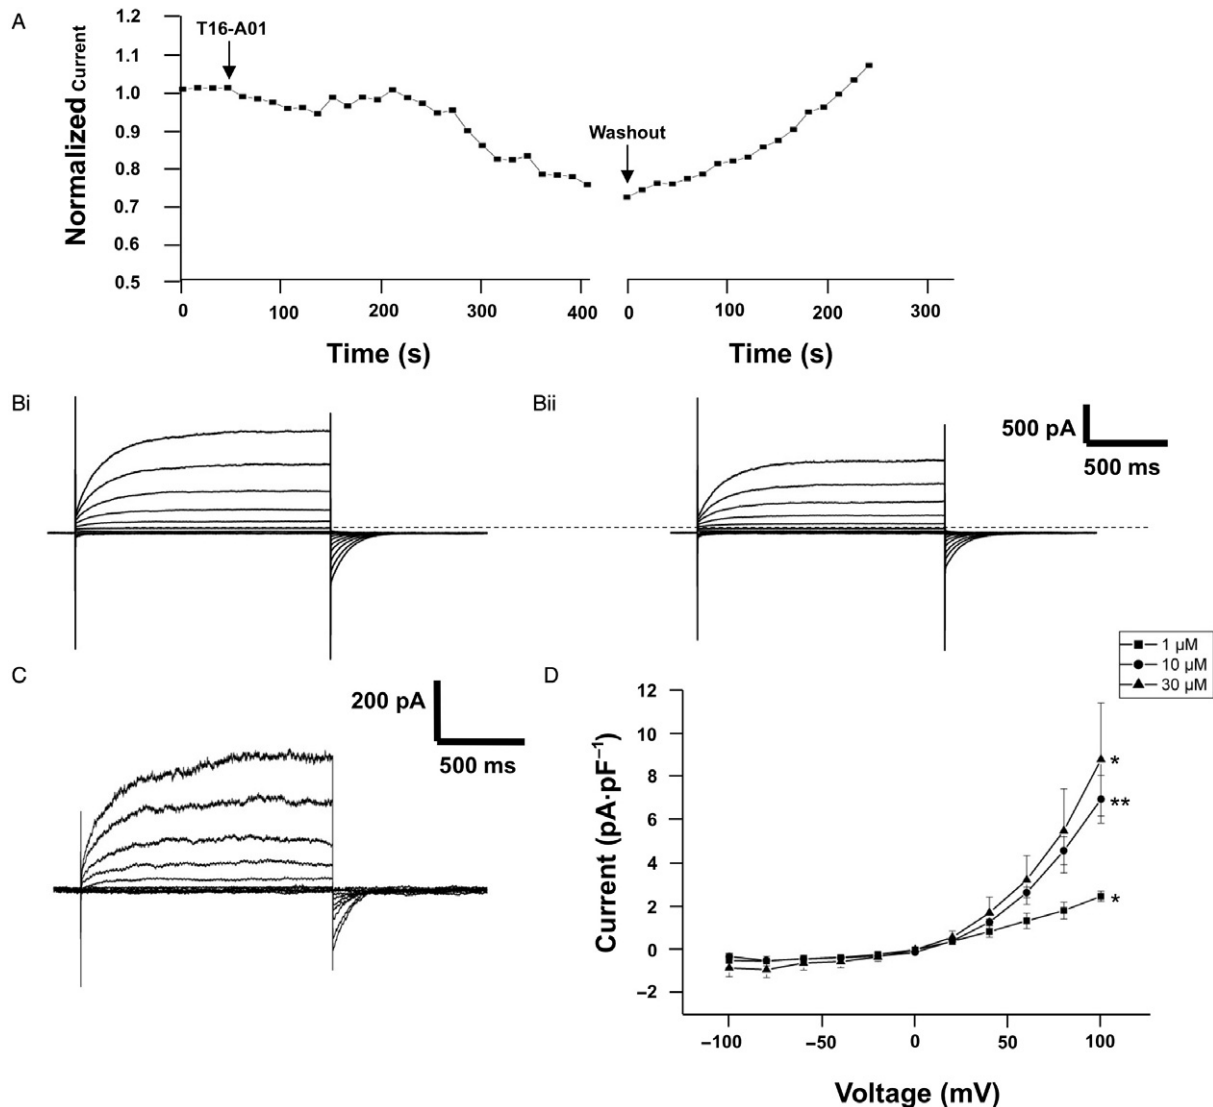 A
Normalized Current
1.2
1.1
1.0
0.9
0.8
0.7
0.6
0.5
T16-A01
Washout
0 100 200 300 400
0 100 200 300
Time (s)
Time (s)
Bi
Bii
500 pA
500 ms
C
200 pA
500 ms
D
1 µM
10 µM
30 µM
Current (pA·pF⁻¹)
12
10
8
6
4
2
0
−2
*
**
*
−100 −50 0 50 100
Voltage (mV)